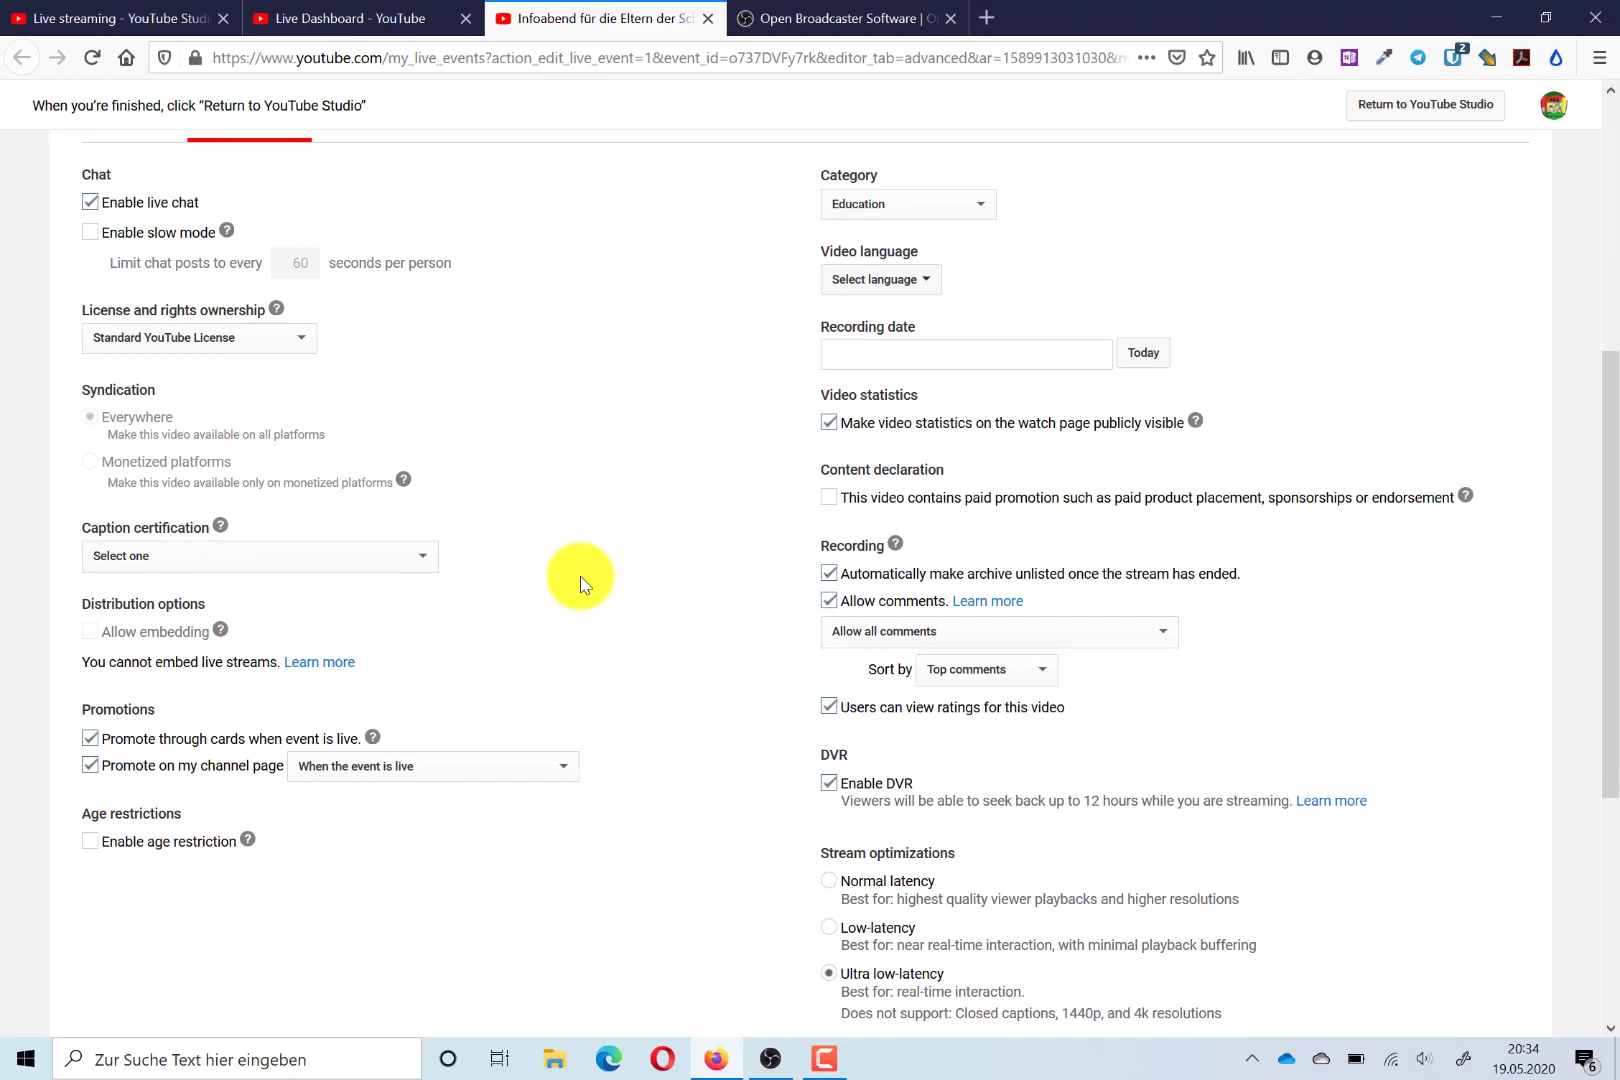 Live streaming - YouTube Studi
Live Dashboard - YouTube
Infoabend für die Eltern der Sc
Open Broadcaster Software | O
https://www.youtube.com/my_live_events?action_edit_live_event=1&event_id=o737DVFy7rk&editor_tab=advanced&ar=1589913031030&
2
When you're finished, click “Return to YouTube Studio”
Return to YouTube Studio
Chat
Enable live chat
Enable slow mode ?
Limit chat posts to every 60 seconds per person
License and rights ownership ?
Standard YouTube License
Syndication
Everywhere
Make this video available on all platforms
Monetized platforms
Make this video available only on monetized platforms ?
Caption certification ?
Select one
Distribution options
Allow embedding ?
You cannot embed live streams. Learn more
Promotions
Promote through cards when event is live. ?
Promote on my channel page When the event is live
Age restrictions
Enable age restriction ?
Category
Education
Video language
Select language
Recording date
Today
Video statistics
Make video statistics on the watch page publicly visible ?
Content declaration
This video contains paid promotion such as paid product placement, sponsorships or endorsement ?
Recording ?
Automatically make archive unlisted once the stream has ended.
Allow comments. Learn more
Allow all comments
Sort by Top comments
Users can view ratings for this video
DVR
Enable DVR
Viewers will be able to seek back up to 12 hours while you are streaming. Learn more
Stream optimizations
Normal latency
Best for: highest quality viewer playbacks and higher resolutions
Low-latency
Best for: near real-time interaction, with minimal playback buffering
Ultra low-latency
Best for: real-time interaction.
Does not support: Closed captions, 1440p, and 4k resolutions
Zur Suche Text hier eingeben
20:34
19.05.2020
6